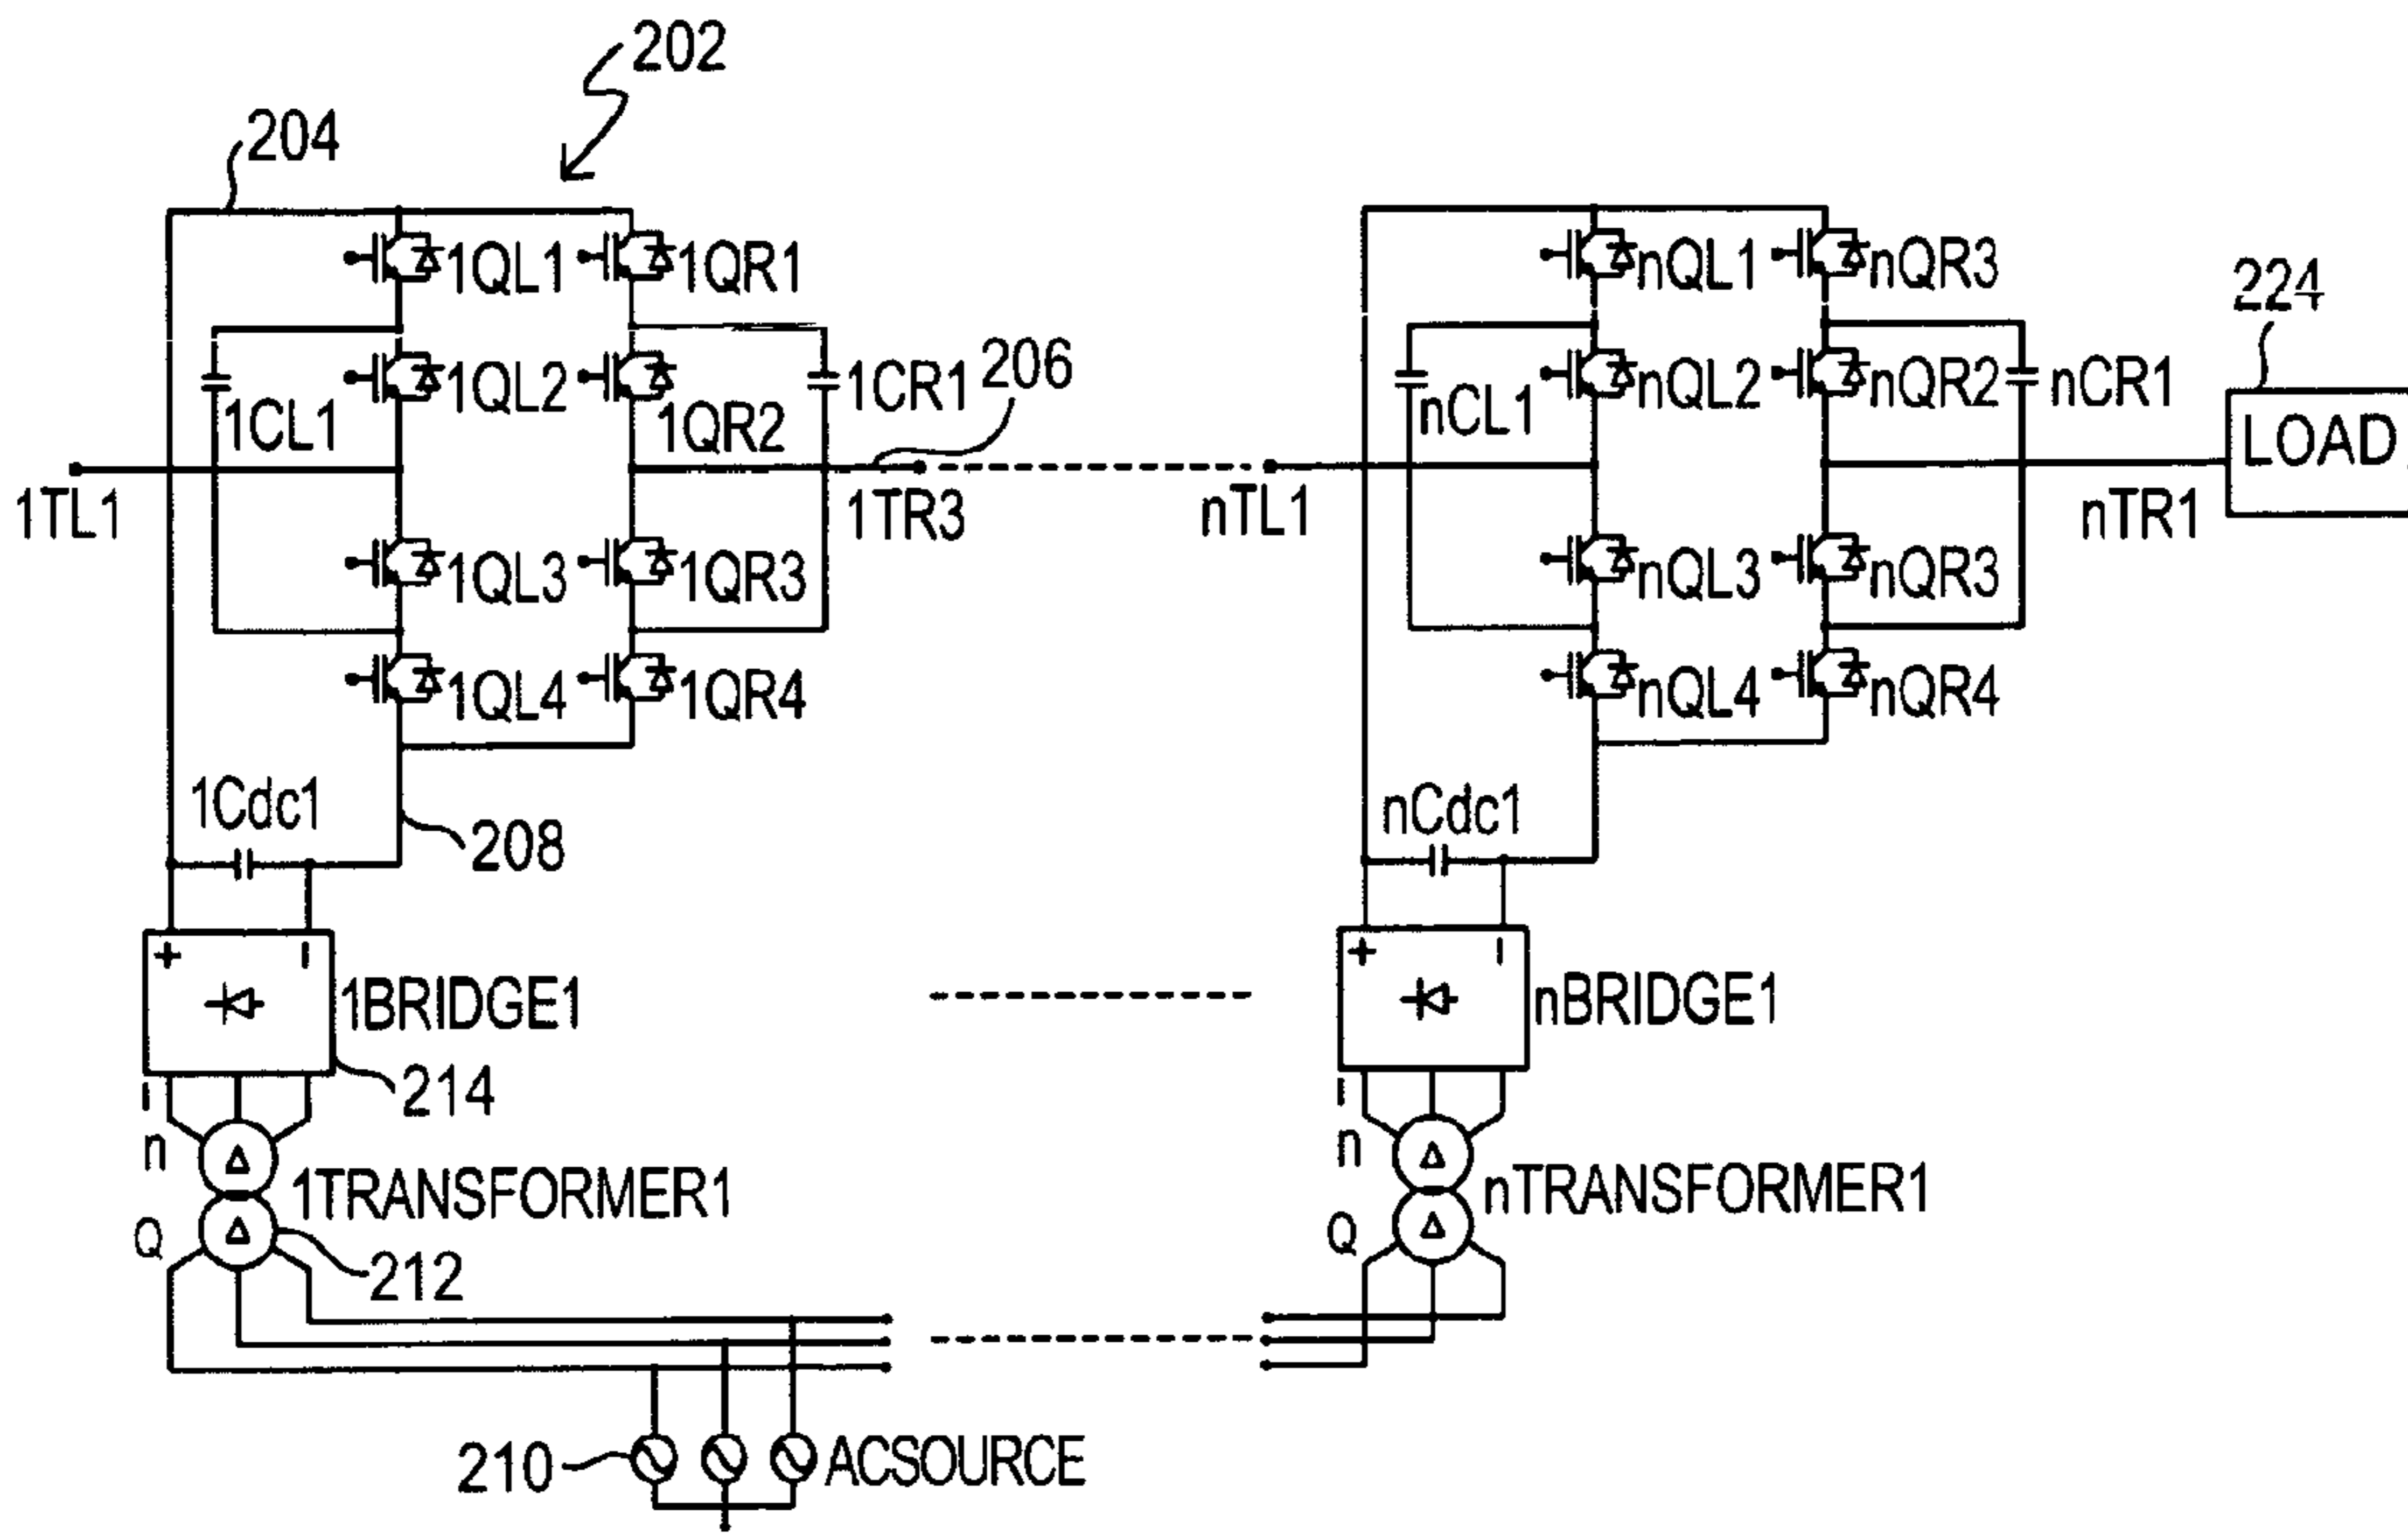 202
204
1QL1
1QR1
nQL1
nQR3
224
1QL2
1QR2
1CL1
1CR1
206
nQL2
nQR2
nCL1
nCR1
LOAD
1TL1
1TR3
nTL1
nTR1
1QL3
1QR3
nQL3
nQR3
1QL4
1QR4
nQL4
nQR4
1Cdc1
208
nCdc1
+ −
1BRIDGE1
+ −
nBRIDGE1
214
I
n
Q
1TRANSFORMER1
I
n
Q
nTRANSFORMER1
212
210
ACSOURCE